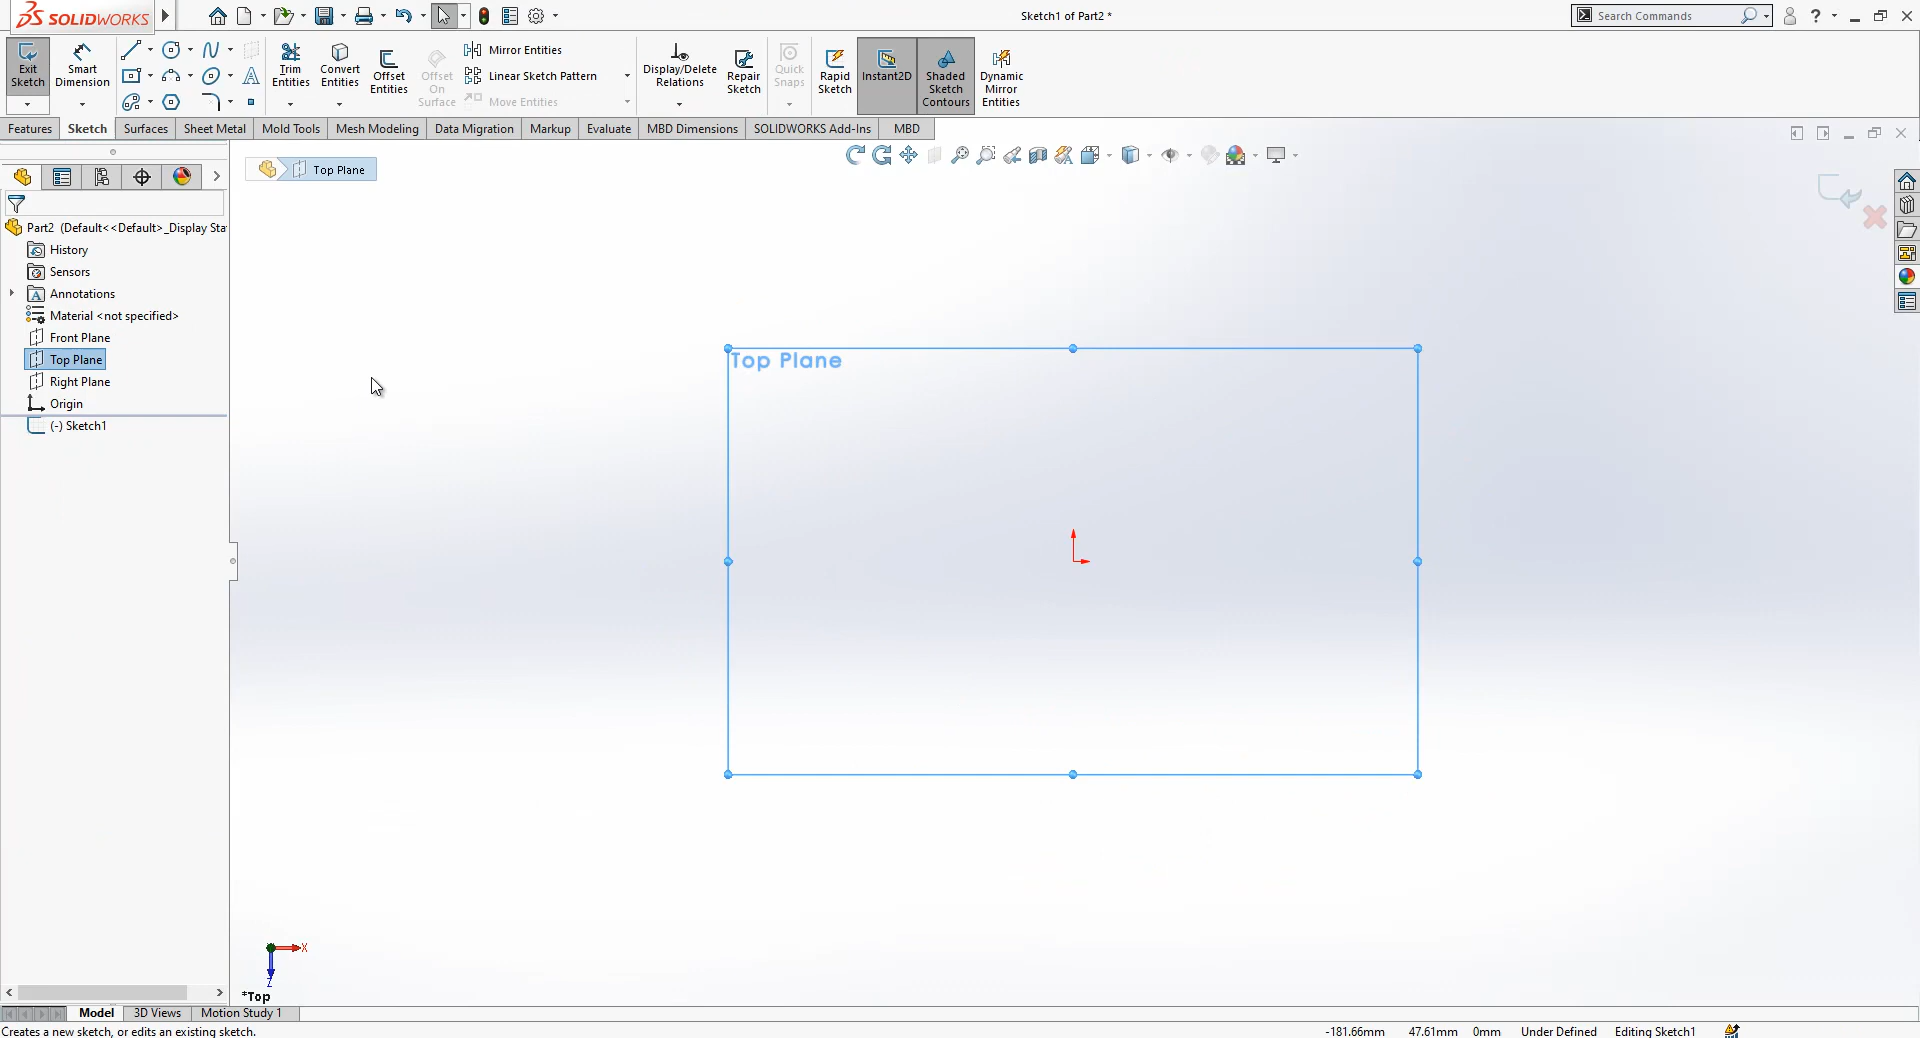 SOLIDWORKS
Sketch1 of Part2 *
Search Commands
?
Exit Sketch
Smart Dimension
Trim Entities
Convert Entities
Offset Entities
Offset On Surface
Mirror Entities
Linear Sketch Pattern
Move Entities
Display/Delete Relations
Repair Sketch
Quick Snaps
Rapid Sketch
Instant2D
Shaded Sketch Contours
Dynamic Mirror Entities
Features
Sketch
Surfaces
Sheet Metal
Mold Tools
Mesh Modeling
Data Migration
Markup
Evaluate
MBD Dimensions
SOLIDWORKS Add-Ins
MBD
Top Plane
Part2 (Default<<Default>_Display Sta
History
Sensors
Annotations
Material <not specified>
Front Plane
Top Plane
Right Plane
Origin
(-) Sketch1
Top Plane
X
Z
*Top
Model
3D Views
Motion Study 1
Creates a new sketch, or edits an existing sketch.
-181.66mm
47.61mm
0mm
Under Defined
Editing Sketch1